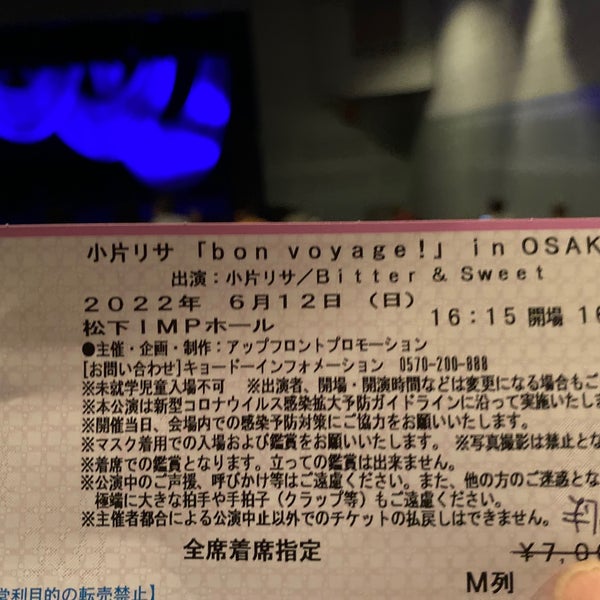 小片リサ 「bon voyage!」 in OSAK
出演：小片リサ／Bitter & Sweet
2022年 6月12日 （日）
松下IMPホール 16:15 開場 16
●主催・企画・制作：アップフロントプロモーション
[お問い合わせ]キョードーインフォメーション 0570-200-888
※未就学児童入場不可 ※出演者、開場・開演時間などは変更になる場合もご
※本公演は新型コロナウイルス感染拡大予防ガイドラインに沿って実施いたしま
※開催当日、会場内での感染予防対策にご協力をお願いいたします。
※マスク着用での入場および鑑賞をお願いいたします。 ※写真撮影は禁止とな
※着席での鑑賞となります。立っての鑑賞は出来ません。
※公演中のご声援、呼びかけ等はご遠慮ください。また、他の方のご迷惑とな
極端に大きな拍手や手拍子（クラップ等）もご遠慮ください。
※主催者都合による公演中止以外でのチケットの払戻しはできません。
全席着席指定 ￥7,00
M列
営利目的の転売禁止】